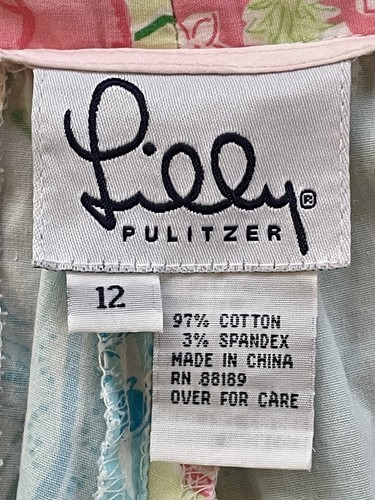 Lilly®
PULITZER
12
97% COTTON
3% SPANDEX
MADE IN CHINA
RN 88189
OVER FOR CARE